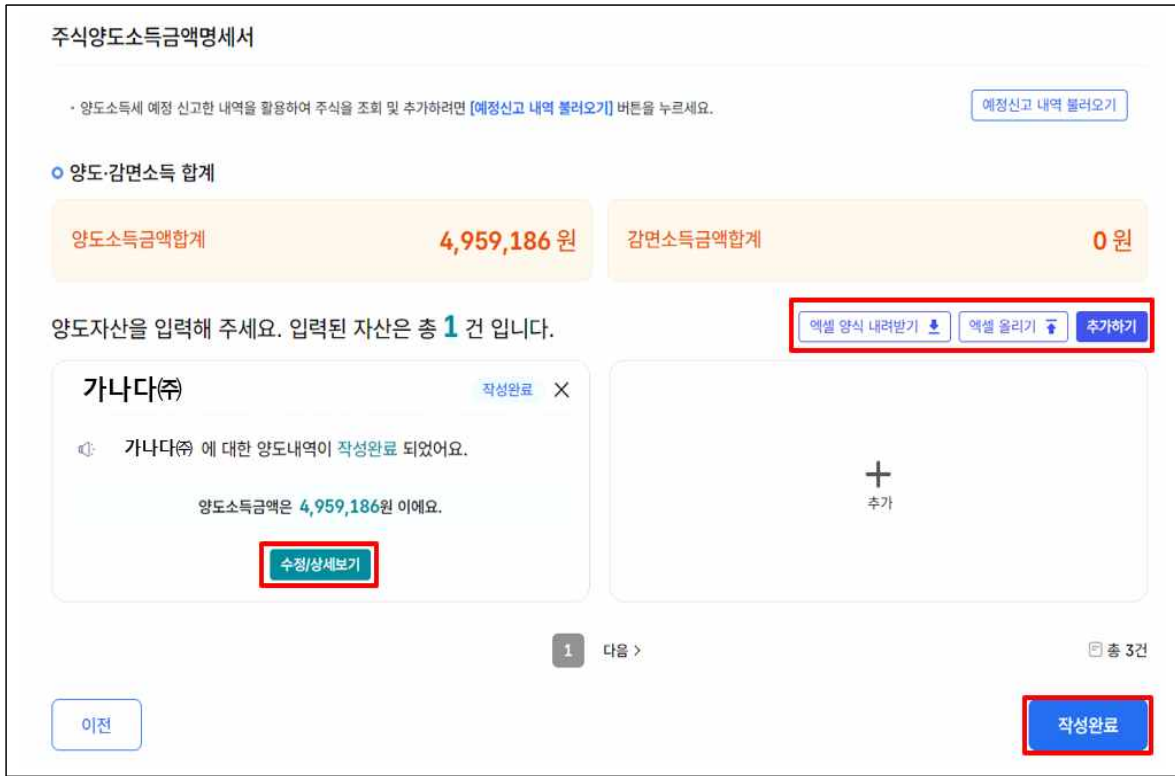 주식양도소득금액명세서
· 양도소득세 예정 신고한 내역을 활용하여 주식을 조회 및 추가하려면 [예정신고 내역 불러오기] 버튼을 누르세요.
예정신고 내역 불러오기
양도·감면소득 합계
양도소득금액합계 4,959,186 원
감면소득금액합계 0 원
양도자산을 입력해 주세요. 입력된 자산은 총 1 건 입니다.
엑셀 양식 내려받기
엑셀 올리기
추가하기
가나다㈜
작성완료
가나다㈜ 에 대한 양도내역이 작성완료 되었어요.
양도소득금액은 4,959,186원 이에요.
수정/상세보기
추가
1 다음 >
총 3건
이전
작성완료